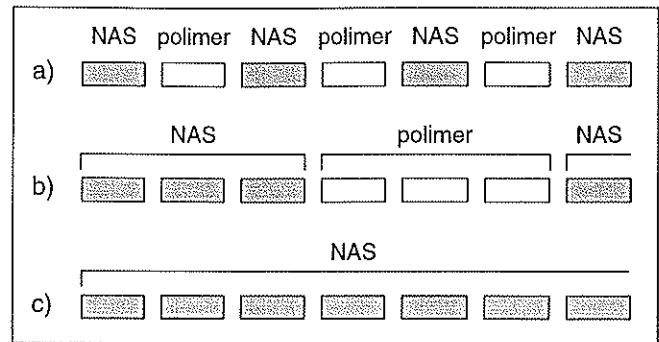 NAS polimer NAS polimer NAS polimer NAS
a)
NAS polimer NAS
b)
NAS
c)